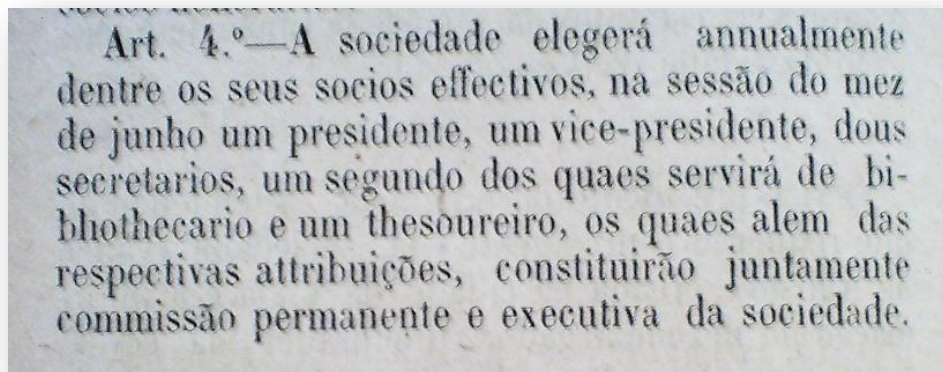 Art. 4.º—A sociedade elegerá annualmente
dentre os seus socios effectivos, na sessão do mez
de junho um presidente, um vice-presidente, dous
secretarios, um segundo dos quaes servirá de bi-
bliothecario e um thesoureiro, os quaes alem das
respectivas attribuições, constituirão juntamente
commissão permanente e executiva da sociedade.